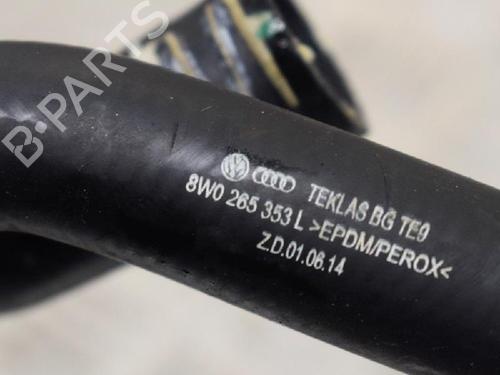 B-PARTS
TEKLAS BG TE9
8W0 265 353 L >EPDM/PEROX<
Z.D.01.06.14